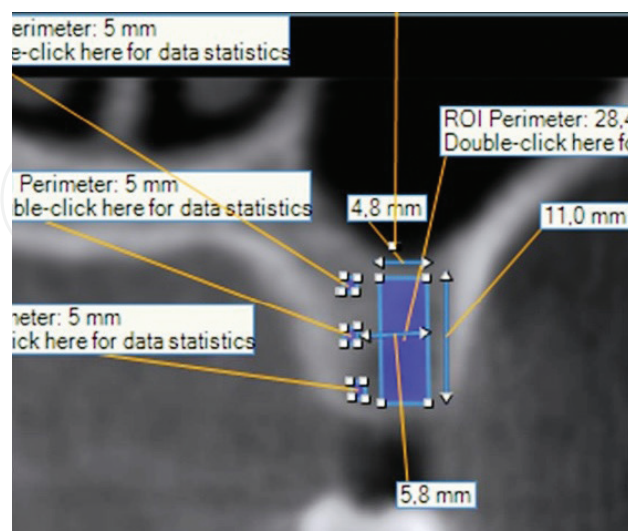 erimeter: 5 mm
e-click here for data statistics
ROI Perimeter: 28,4
Double-click here fo
Perimeter: 5 mm
ble-click here for data statistics
4,8 mm
11,0 mm
meter: 5 mm
ick here for data statistics
5,8 mm